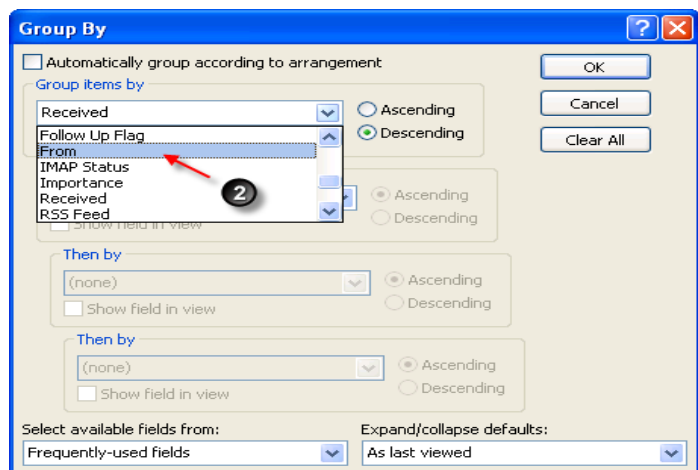 Group By
Automatically group according to arrangement
OK
Group items by
Received
Ascending
Cancel
Follow Up Flag
Descending
Clear All
From
IMAP Status
Importance
2
Received
Ascending
RSS Feed
Descending
Show field in view
Then by
(none)
Ascending
Show field in view
Descending
Then by
(none)
Ascending
Show field in view
Descending
Select available fields from:
Expand/collapse defaults:
Frequently-used fields
As last viewed